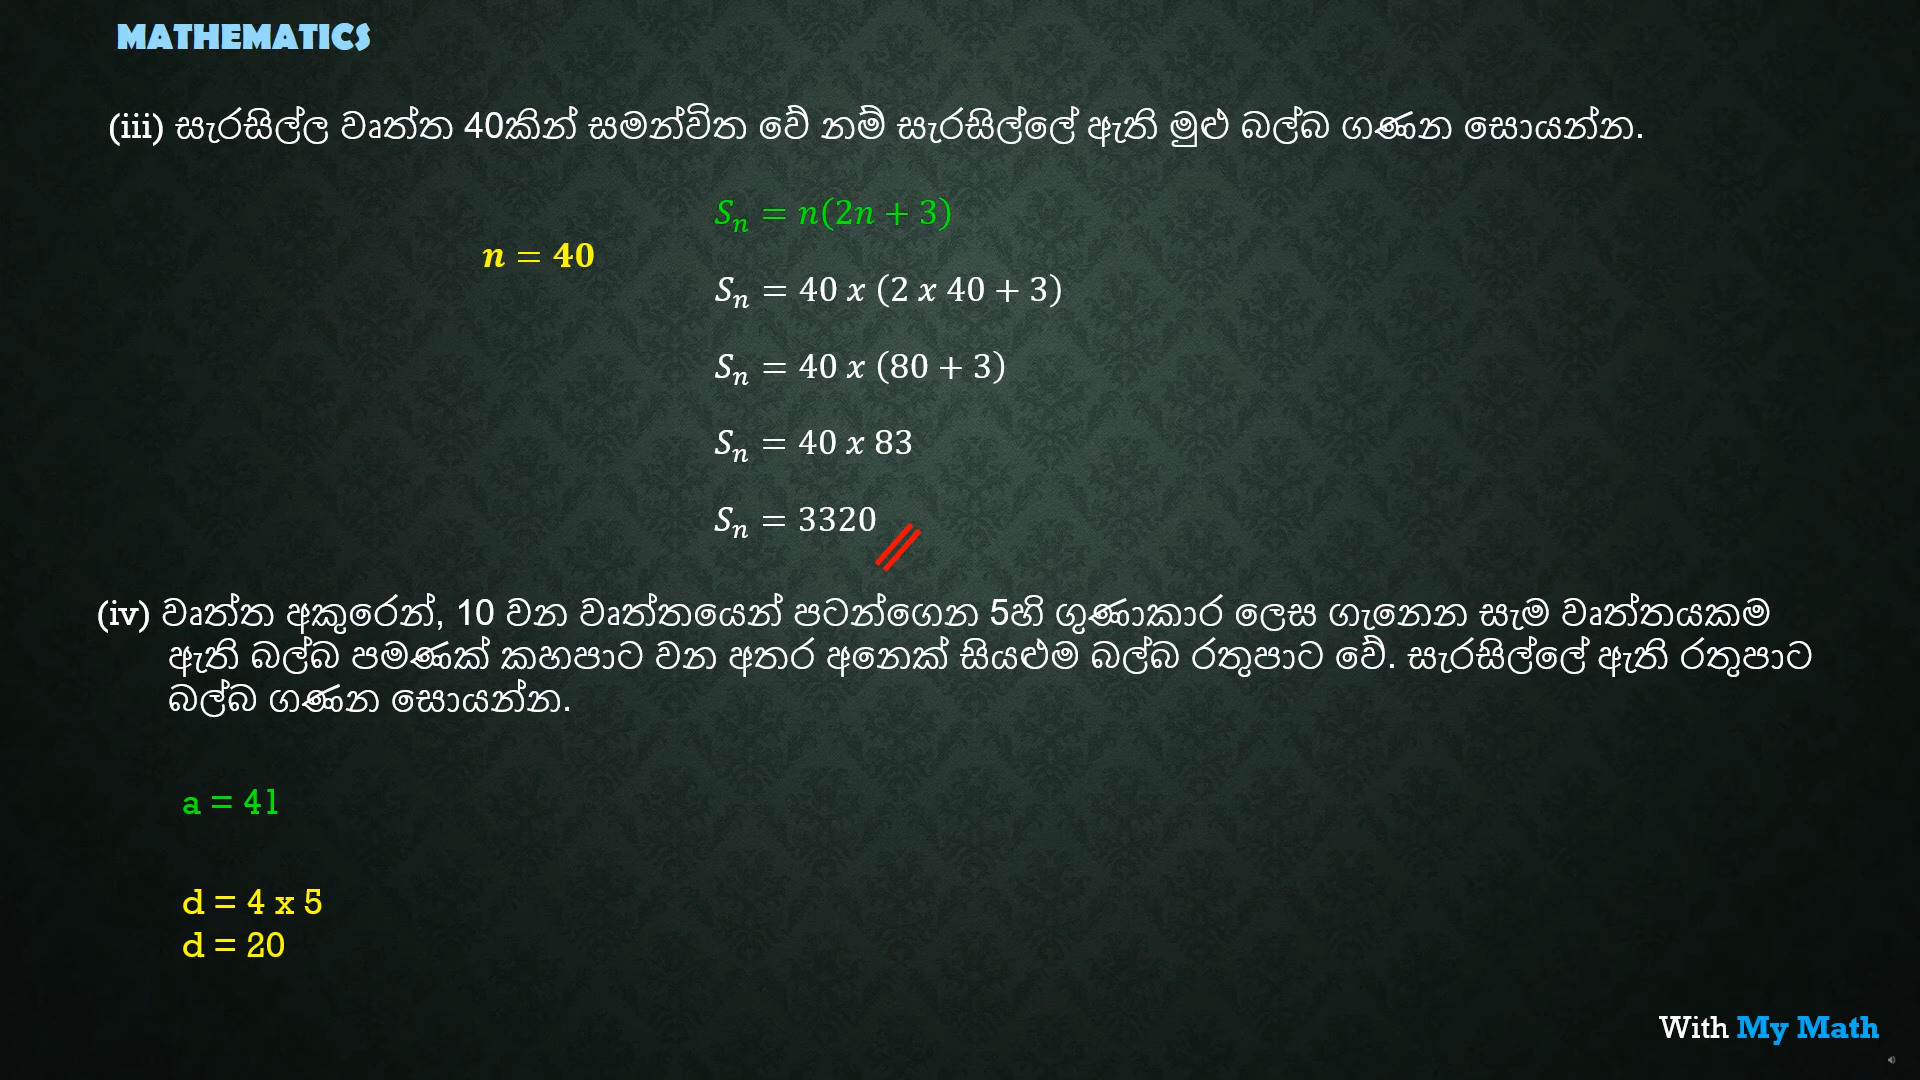 MATHEMATICS
(iii) සැරසිල්ල වෘත්ත 40කින් සමන්විත වේ නම් සැරසිල්ලේ ඇති මුළු බල්බ ගණන සොයන්න.
Sₙ = n(2n + 3)
n = 40
Sₙ = 40 x (2 x 40 + 3)
Sₙ = 40 x (80 + 3)
Sₙ = 40 x 83
Sₙ = 3320
(iv) වෘත්ත අකුරෙන්, 10 වන වෘත්තයෙන් පටන්ගෙන 5හි ගුණාකාර ලෙස ගැනෙන සැම වෘත්තයකම
ඇති බල්බ පමණක් කහපාට වන අතර අනෙක් සියළුම බල්බ රතුපාට වේ. සැරසිල්ලේ ඇති රතුපාට
බල්බ ගණන සොයන්න.
a = 41
d = 4 x 5
d = 20
With My Math